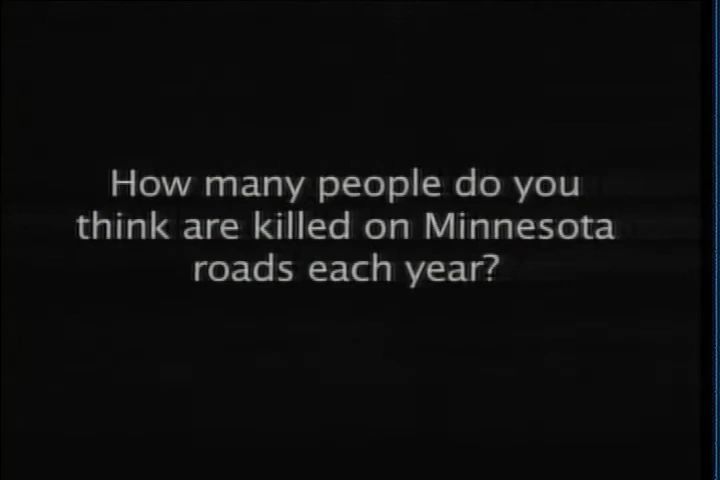 How many people do you
think are killed on Minnesota
roads each year?